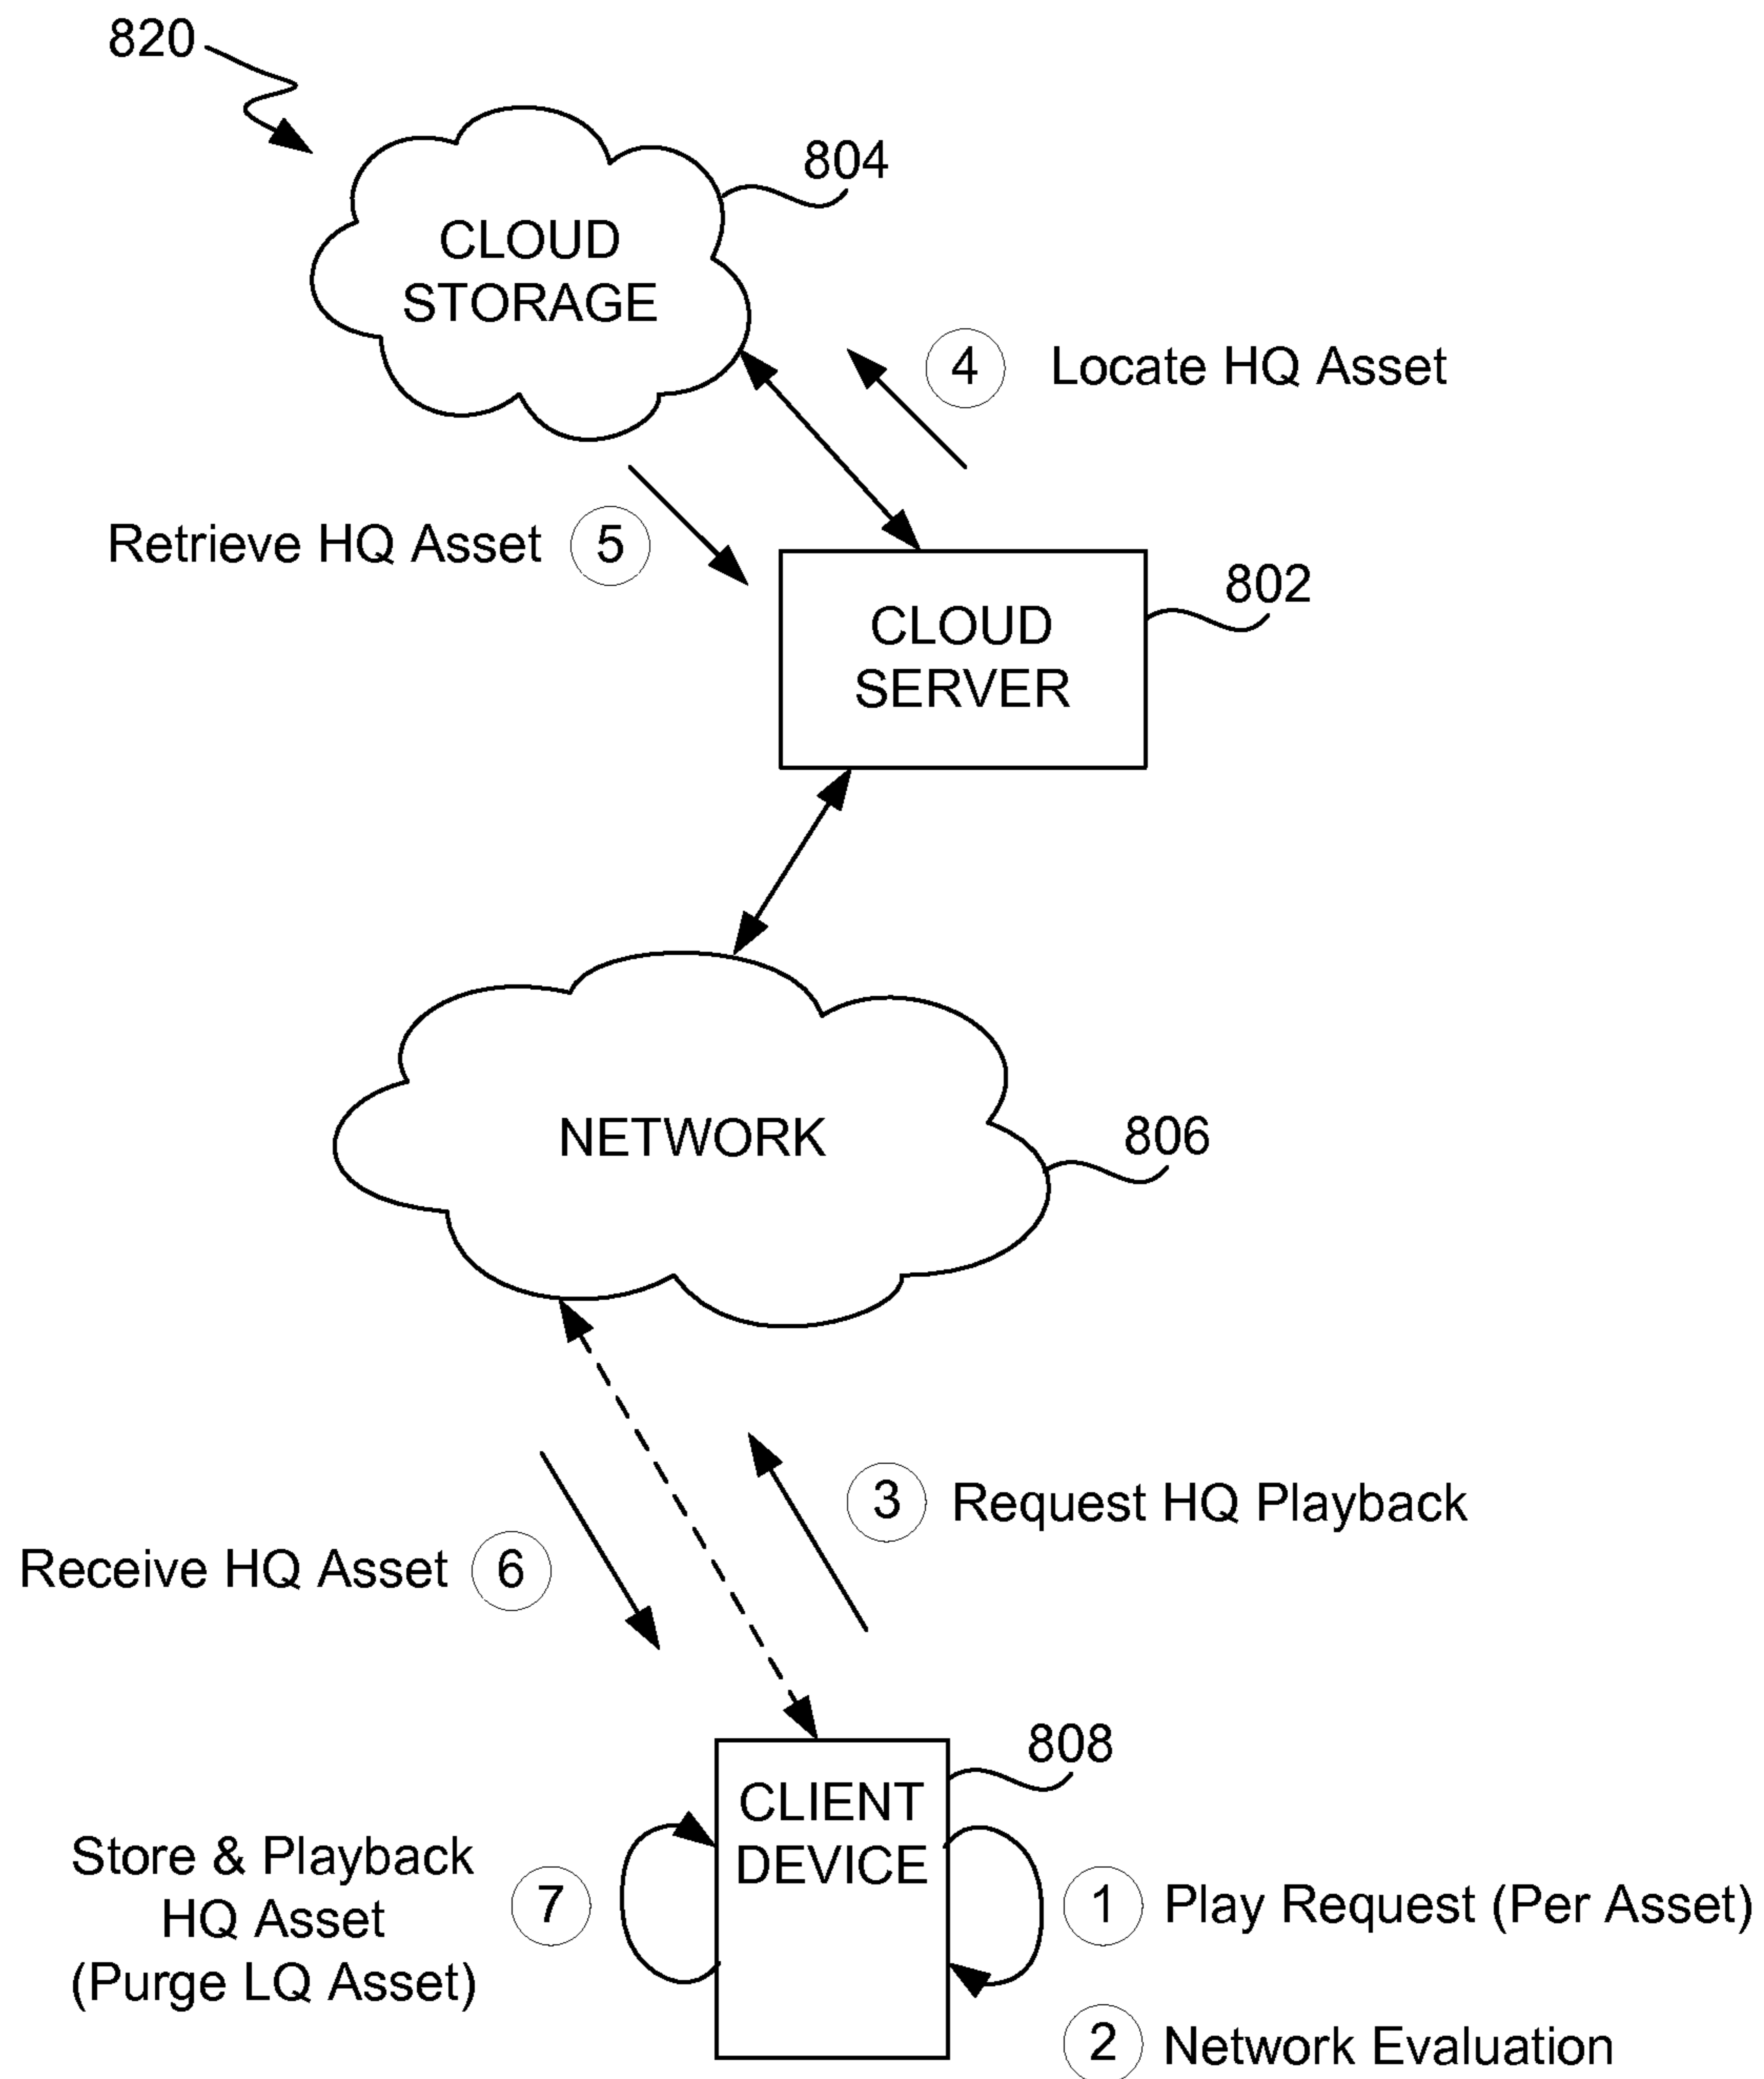 820
804
CLOUD
STORAGE
4 Locate HQ Asset
Retrieve HQ Asset 5
802
CLOUD
SERVER
NETWORK
806
3 Request HQ Playback
Receive HQ Asset 6
808
CLIENT
DEVICE
Store & Playback
HQ Asset
(Purge LQ Asset)
7
1 Play Request (Per Asset)
2 Network Evaluation